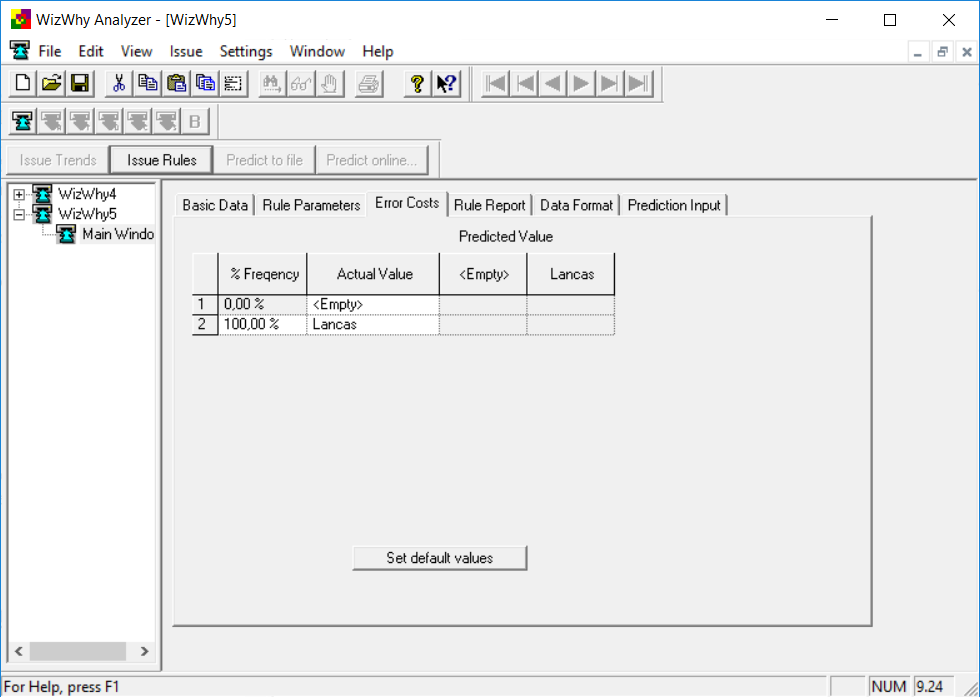 WizWhy Analyzer - [WizWhy5]
File Edit View Issue Settings Window Help
B
Issue Trends Issue Rules Predict to file Predict online...
WizWhy4
WizWhy5
Main Windo
Basic Data Rule Parameters Error Costs Rule Report Data Format Prediction Input
Predicted Value
% Freqency Actual Value <Empty> Lancas
1 0,00 % <Empty>
2 100,00 % Lancas
Set default values
For Help, press F1 NUM 9.24